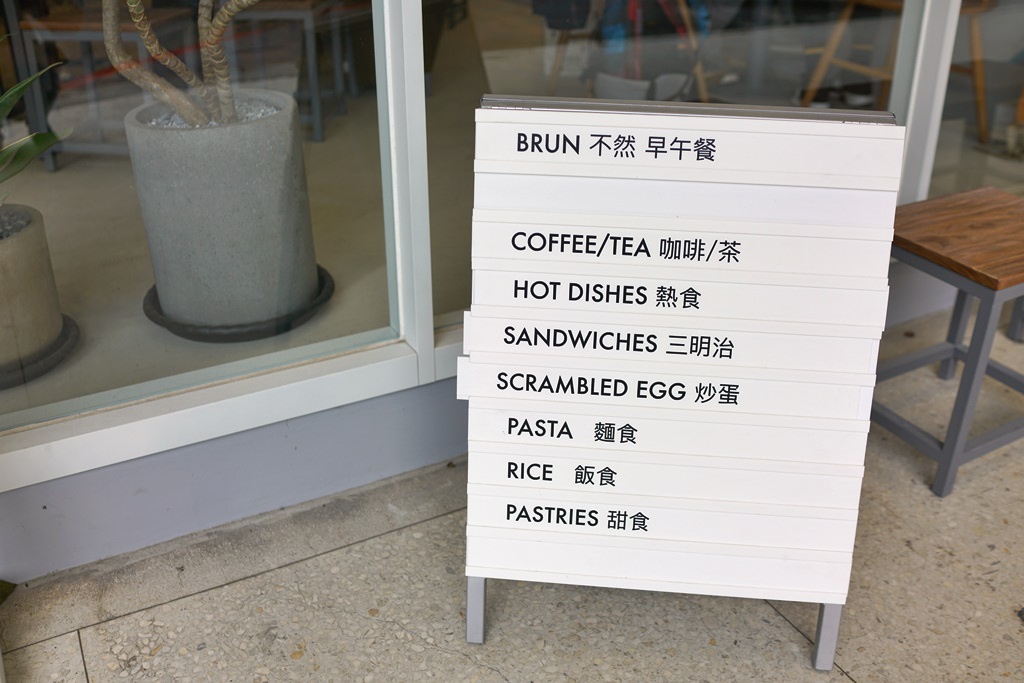 BRUN 不然 早午餐
COFFEE/TEA 咖啡/茶
HOT DISHES 熱食
SANDWICHES 三明治
SCRAMBLED EGG 炒蛋
PASTA 麵食
RICE 飯食
PASTRIES 甜食